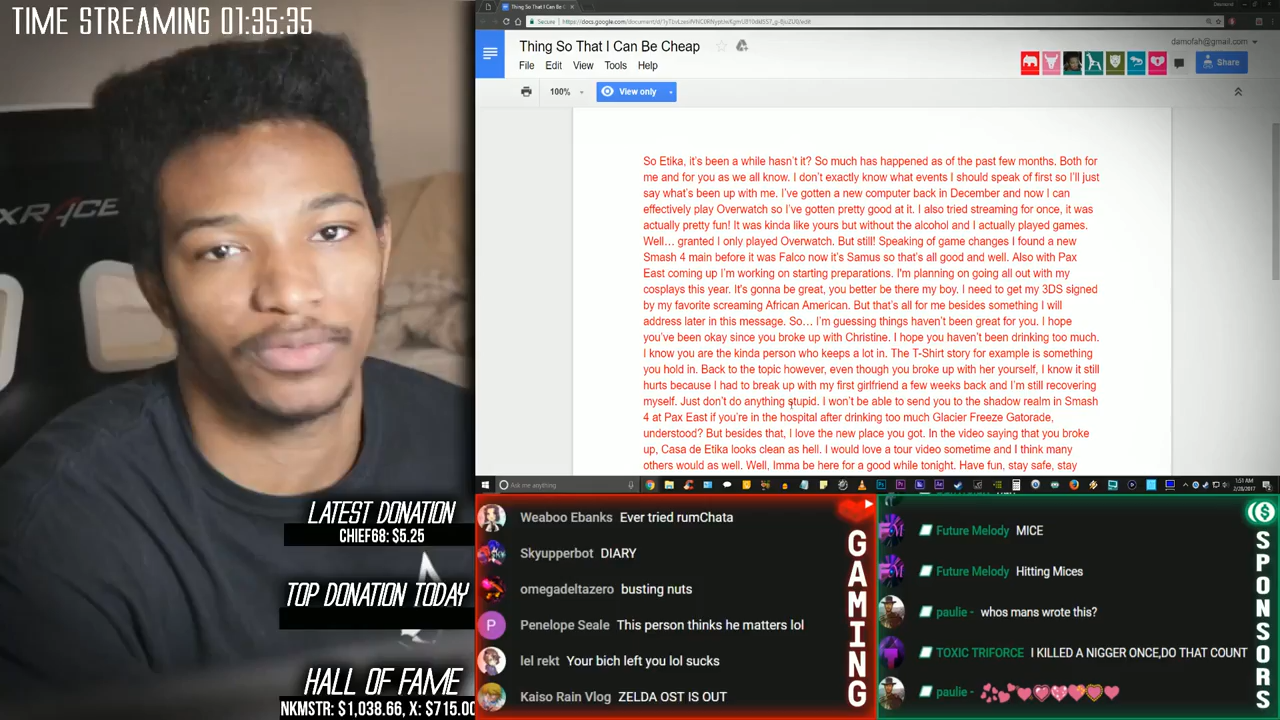 TIME STREAMING 01:35:35
XR ACE
LATEST DONATION
CHIEF68: $5.25
TOP DONATION TODAY
HALL OF FAME
NKMSTR: $1,038.66, X: $715.00
Thing So That I Can Be C
Desmond
Secure
damofah@gmail.com
Thing So That I Can Be Cheap
File Edit View Tools Help
Share
100%
View only
So Etika, it's been a while hasn't it? So much has happened as of the past few months. Both for
me and for you as we all know. I don't exactly know what events I should speak of first so I'll just
say what's been up with me. I've gotten a new computer back in December and now I can
effectively play Overwatch so I've gotten pretty good at it. I also tried streaming for once, it was
actually pretty fun! It was kinda like yours but without the alcohol and I actually played games.
Well… granted I only played Overwatch. But still! Speaking of game changes I found a new
Smash 4 main before it was Falco now it's Samus so that's all good and well. Also with Pax
East coming up I'm working on starting preparations. I'm planning on going all out with my
cosplays this year. It's gonna be great, you better be there my boy. I need to get my 3DS signed
by my favorite screaming African American. But that's all for me besides something I will
address later in this message. So… I'm guessing things haven't been great for you. I hope
you've been okay since you broke up with Christine. I hope you haven't been drinking too much.
I know you are the kinda person who keeps a lot in. The T-Shirt story for example is something
you hold in. Back to the topic however, even though you broke up with her yourself, I know it still
hurts because I had to break up with my first girlfriend a few weeks back and I'm still recovering
myself. Just don't do anything stupid. I won't be able to send you to the shadow realm in Smash
4 at Pax East if you're in the hospital after drinking too much Glacier Freeze Gatorade,
understood? But besides that, I love the new place you got. In the video saying that you broke
up, Casa de Etika looks clean as hell. I would love a tour video sometime and I think many
others would as well. Well, Imma be here for a good while tonight. Have fun, stay safe, stay
Ask me anything
1:51 AM
2/28/2017
Weaboo Ebanks Ever tried rumChata
Skyupperbot DIARY
omegadeltazero busting nuts
P Penelope Seale This person thinks he matters lol
lel rekt Your bich left you lol sucks
Kaiso Rain Vlog ZELDA OST IS OUT
GAMING
Future Melody MICE
Future Melody Hitting Mices
paulie - whos mans wrote this?
TOXIC TRIFORCE I KILLED A NIGGER ONCE,DO THAT COUNT
paulie -
SPONSORS